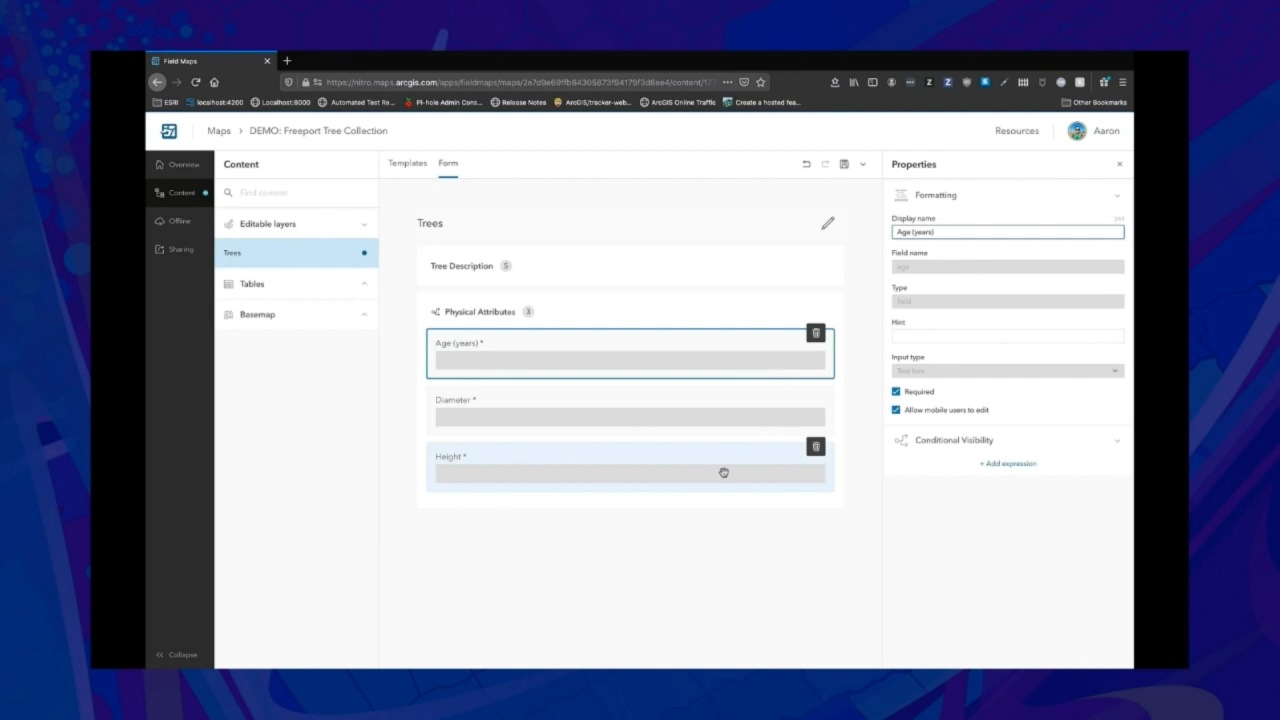 Field Maps
https://nitro.maps.arcgis.com/apps/fieldmaps/maps/2e7d9e69ffb64305873f94179f3d8ee4/content/17
ESRI localhost:4200 Localhost:8000 Automated Test Re... Pi-hole Admin Cons... Release Notes ArcGIS/tracker-web... ArcGIS Online Traffic Create a hosted fea... Other Bookmarks
Maps > DEMO: Freeport Tree Collection Resources Aaron
Overview
Content
Offline
Sharing
Collapse
Content
Find content
Editable layers
Trees
Tables
Basemap
Templates Form
Trees
Tree Description 5
Physical Attributes 3
Age (years) *
Diameter *
Height *
Properties
Formatting
Display name
Age (years)
Field name
age
Type
field
Hint
Input type
Text box
Required
Allow mobile users to edit
Conditional Visibility
+ Add expression